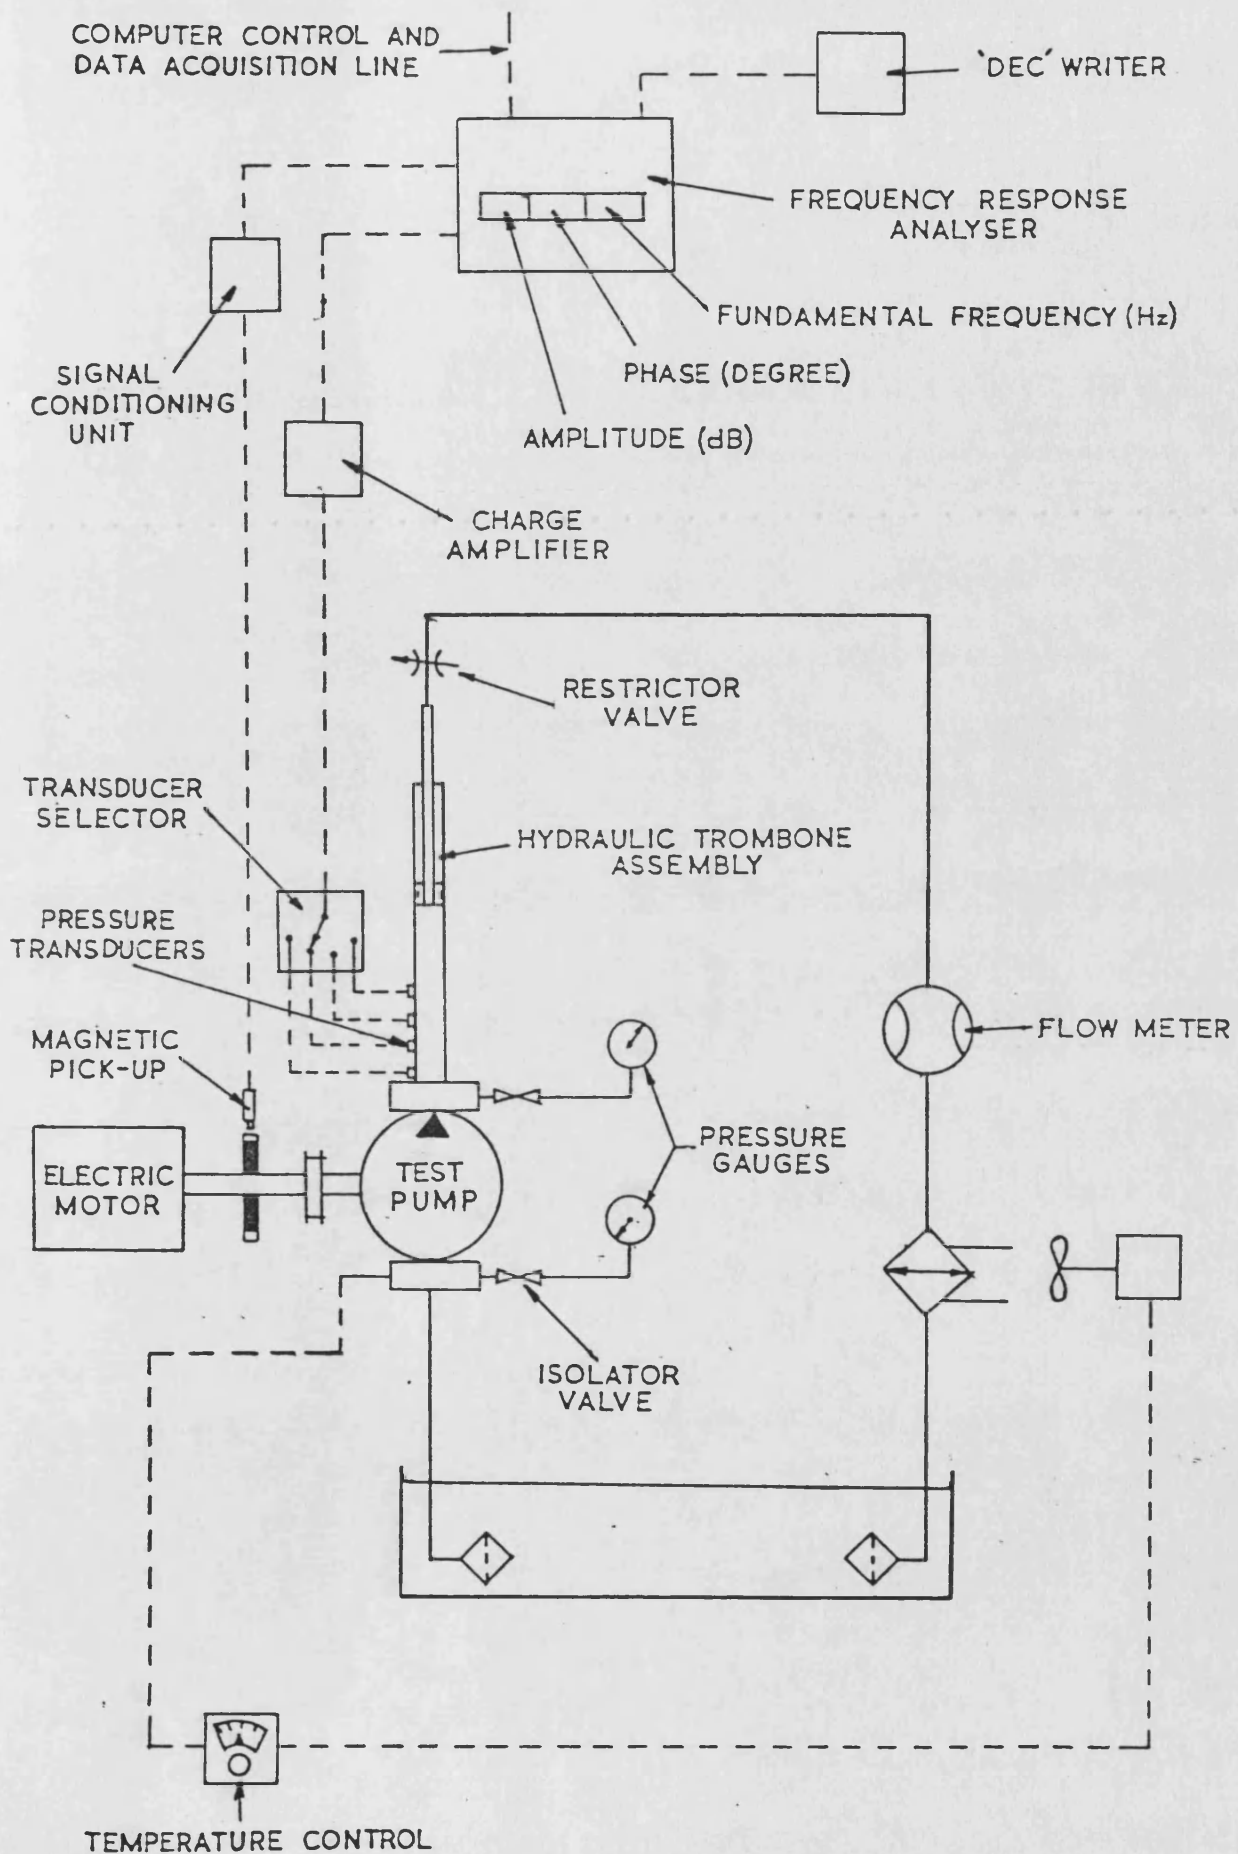 COMPUTER CONTROL AND
DATA ACQUISITION LINE
'DEC' WRITER
FREQUENCY RESPONSE
ANALYSER
FUNDAMENTAL FREQUENCY (Hz)
PHASE (DEGREE)
AMPLITUDE (dB)
SIGNAL
CONDITIONING
UNIT
CHARGE
AMPLIFIER
RESTRICTOR
VALVE
TRANSDUCER
SELECTOR
HYDRAULIC TROMBONE
ASSEMBLY
PRESSURE
TRANSDUCERS
MAGNETIC
PICK-UP
FLOW METER
ELECTRIC
MOTOR
TEST
PUMP
PRESSURE
GAUGES
ISOLATOR
VALVE
TEMPERATURE CONTROL